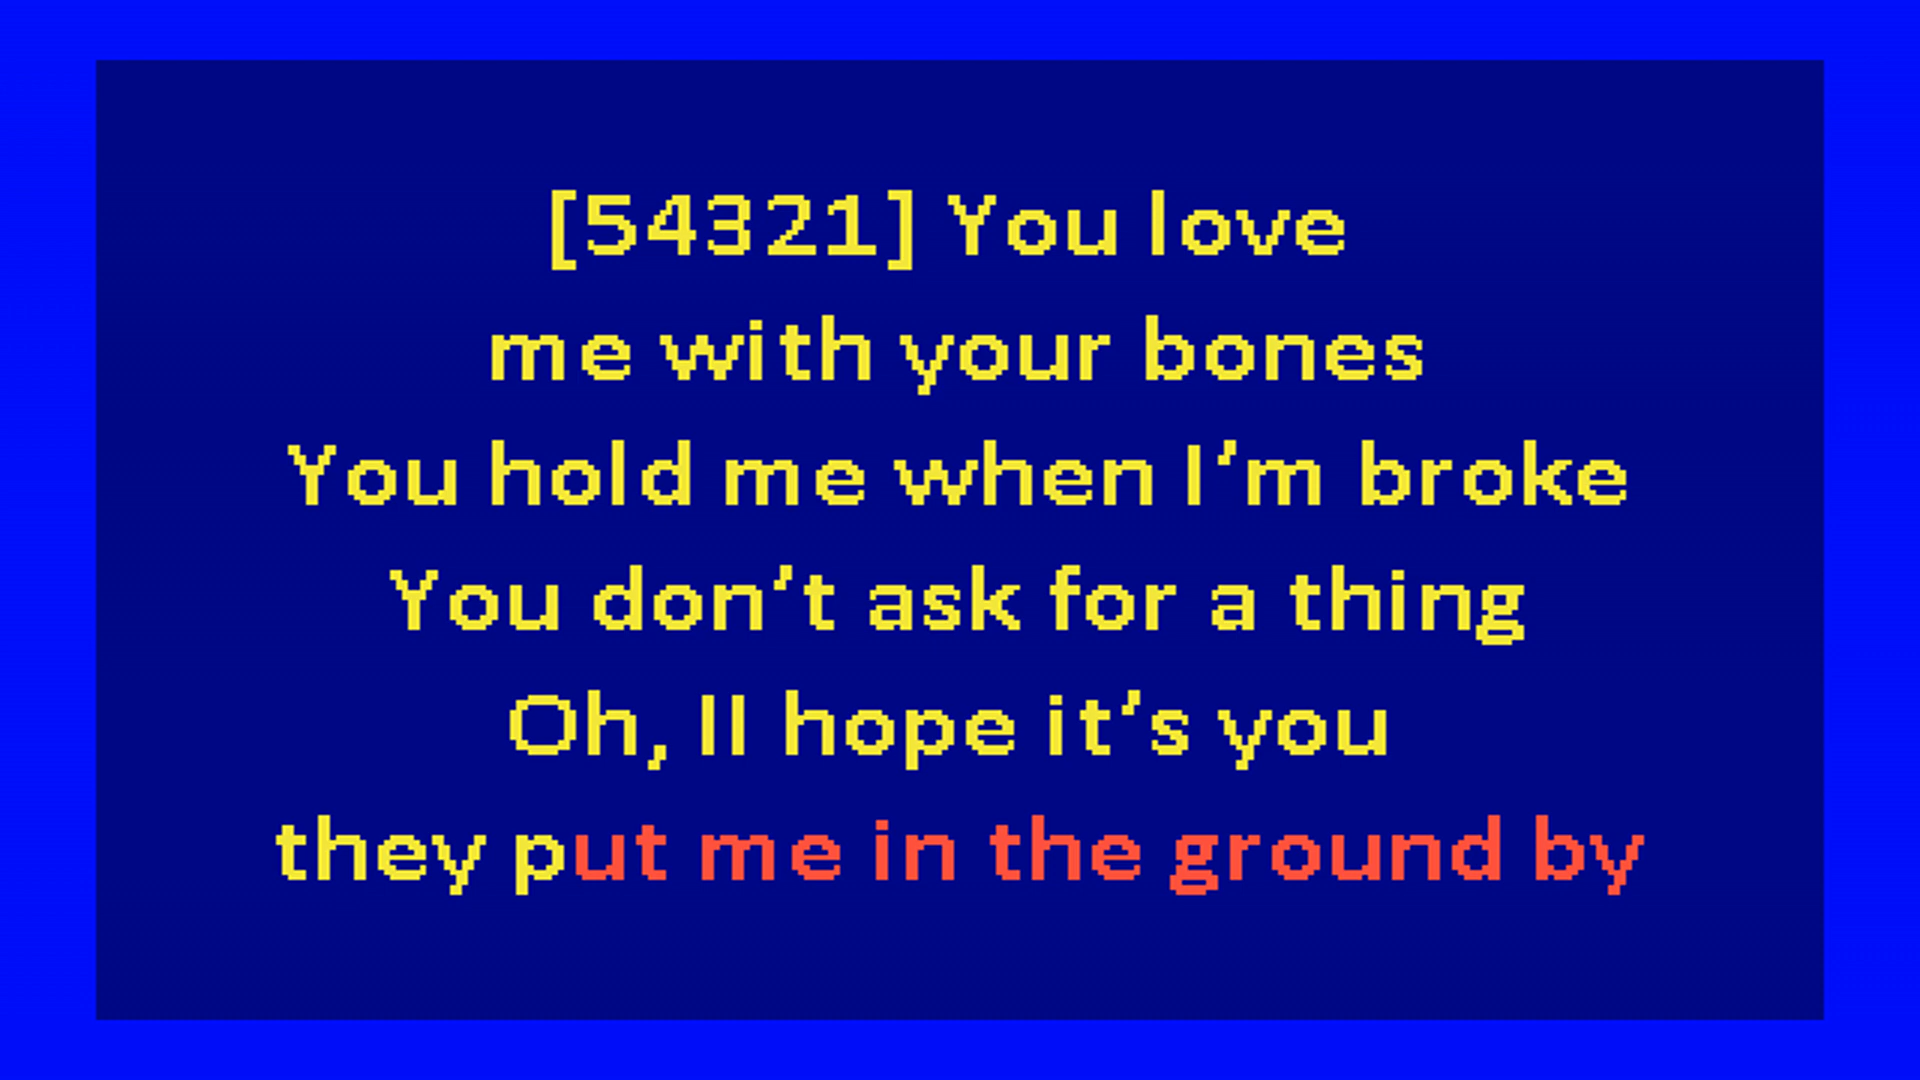 [54321] You love
me with your bones
You hold me when I’m broke
You don’t ask for a thing
Oh, II hope it’s you
they put me in the ground by